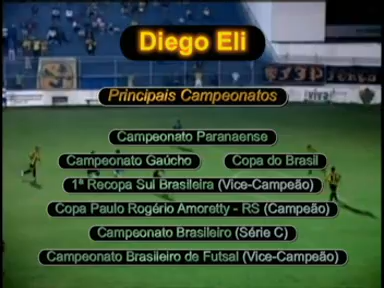 Diego Eli
Principais Campeonatos
Campeonato Paranaense
Campeonato Gaúcho Copa do Brasil
1ª Recopa Sul Brasileira (Vice-Campeão)
Copa Paulo Rogério Amoretty - RS (Campeão)
Campeonato Brasileiro (Série C)
Campeonato Brasileiro de Futsal (Vice-Campeão)